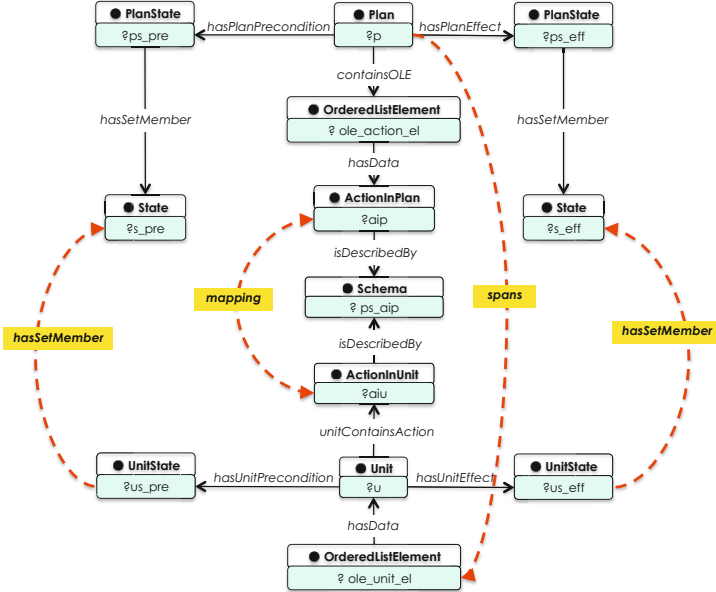 PlanState
?ps_pre
hasPlanPrecondition
Plan
?p
hasPlanEffect
PlanState
?ps_eff
containsOLE
OrderedListElement
? ole_action_el
hasSetMember
hasSetMember
hasData
State
?s_pre
ActionInPlan
?aip
State
?s_eff
isDescribedBy
mapping
Schema
? ps_aip
spans
hasSetMember
hasSetMember
isDescribedBy
ActionInUnit
?aiu
unitContainsAction
UnitState
?us_pre
hasUnitPrecondition
Unit
?u
hasUnitEffect
UnitState
?us_eff
hasData
OrderedListElement
? ole_unit_el